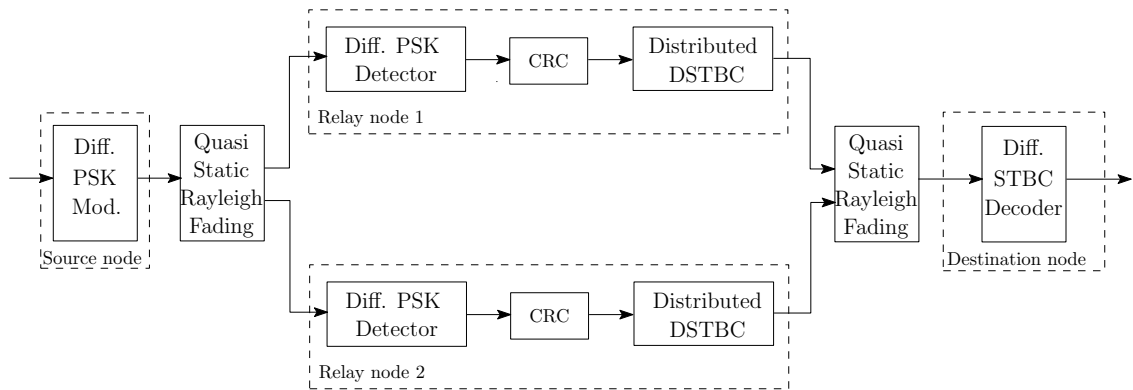 Diff.
PSK
Mod.
Source node
Quasi
Static
Rayleigh
Fading
Diff. PSK
Detector
CRC
Distributed
DSTBC
Relay node 1
Diff. PSK
Detector
CRC
Distributed
DSTBC
Relay node 2
Quasi
Static
Rayleigh
Fading
Diff.
STBC
Decoder
Destination node